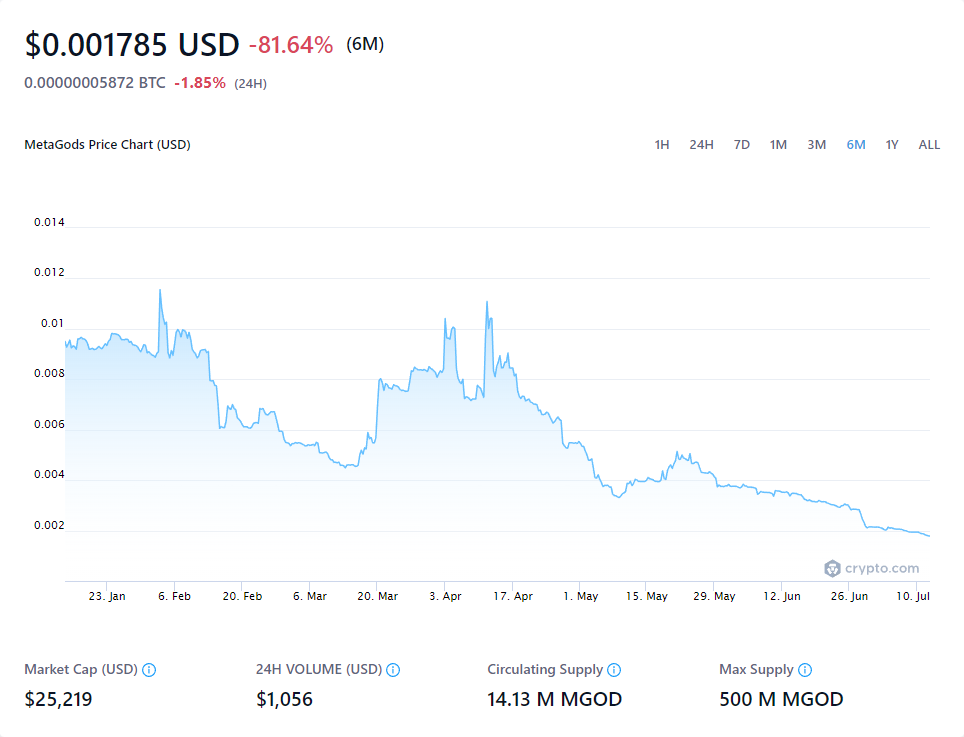 $0.001785 USD -81.64% (6M)
0.00000005872 BTC -1.85% (24H)
MetaGods Price Chart (USD) 1H 24H 7D 1M 3M 6M 1Y ALL
0.014
0.012
0.01
0.008
0.006
0.004
0.002
crypto.com
23. Jan 6. Feb 20. Feb 6. Mar 20. Mar 3. Apr 17. Apr 1. May 15. May 29. May 12. Jun 26. Jun 10. Jul
Market Cap (USD) 24H VOLUME (USD) Circulating Supply Max Supply
$25,219 $1,056 14.13 M MGOD 500 M MGOD